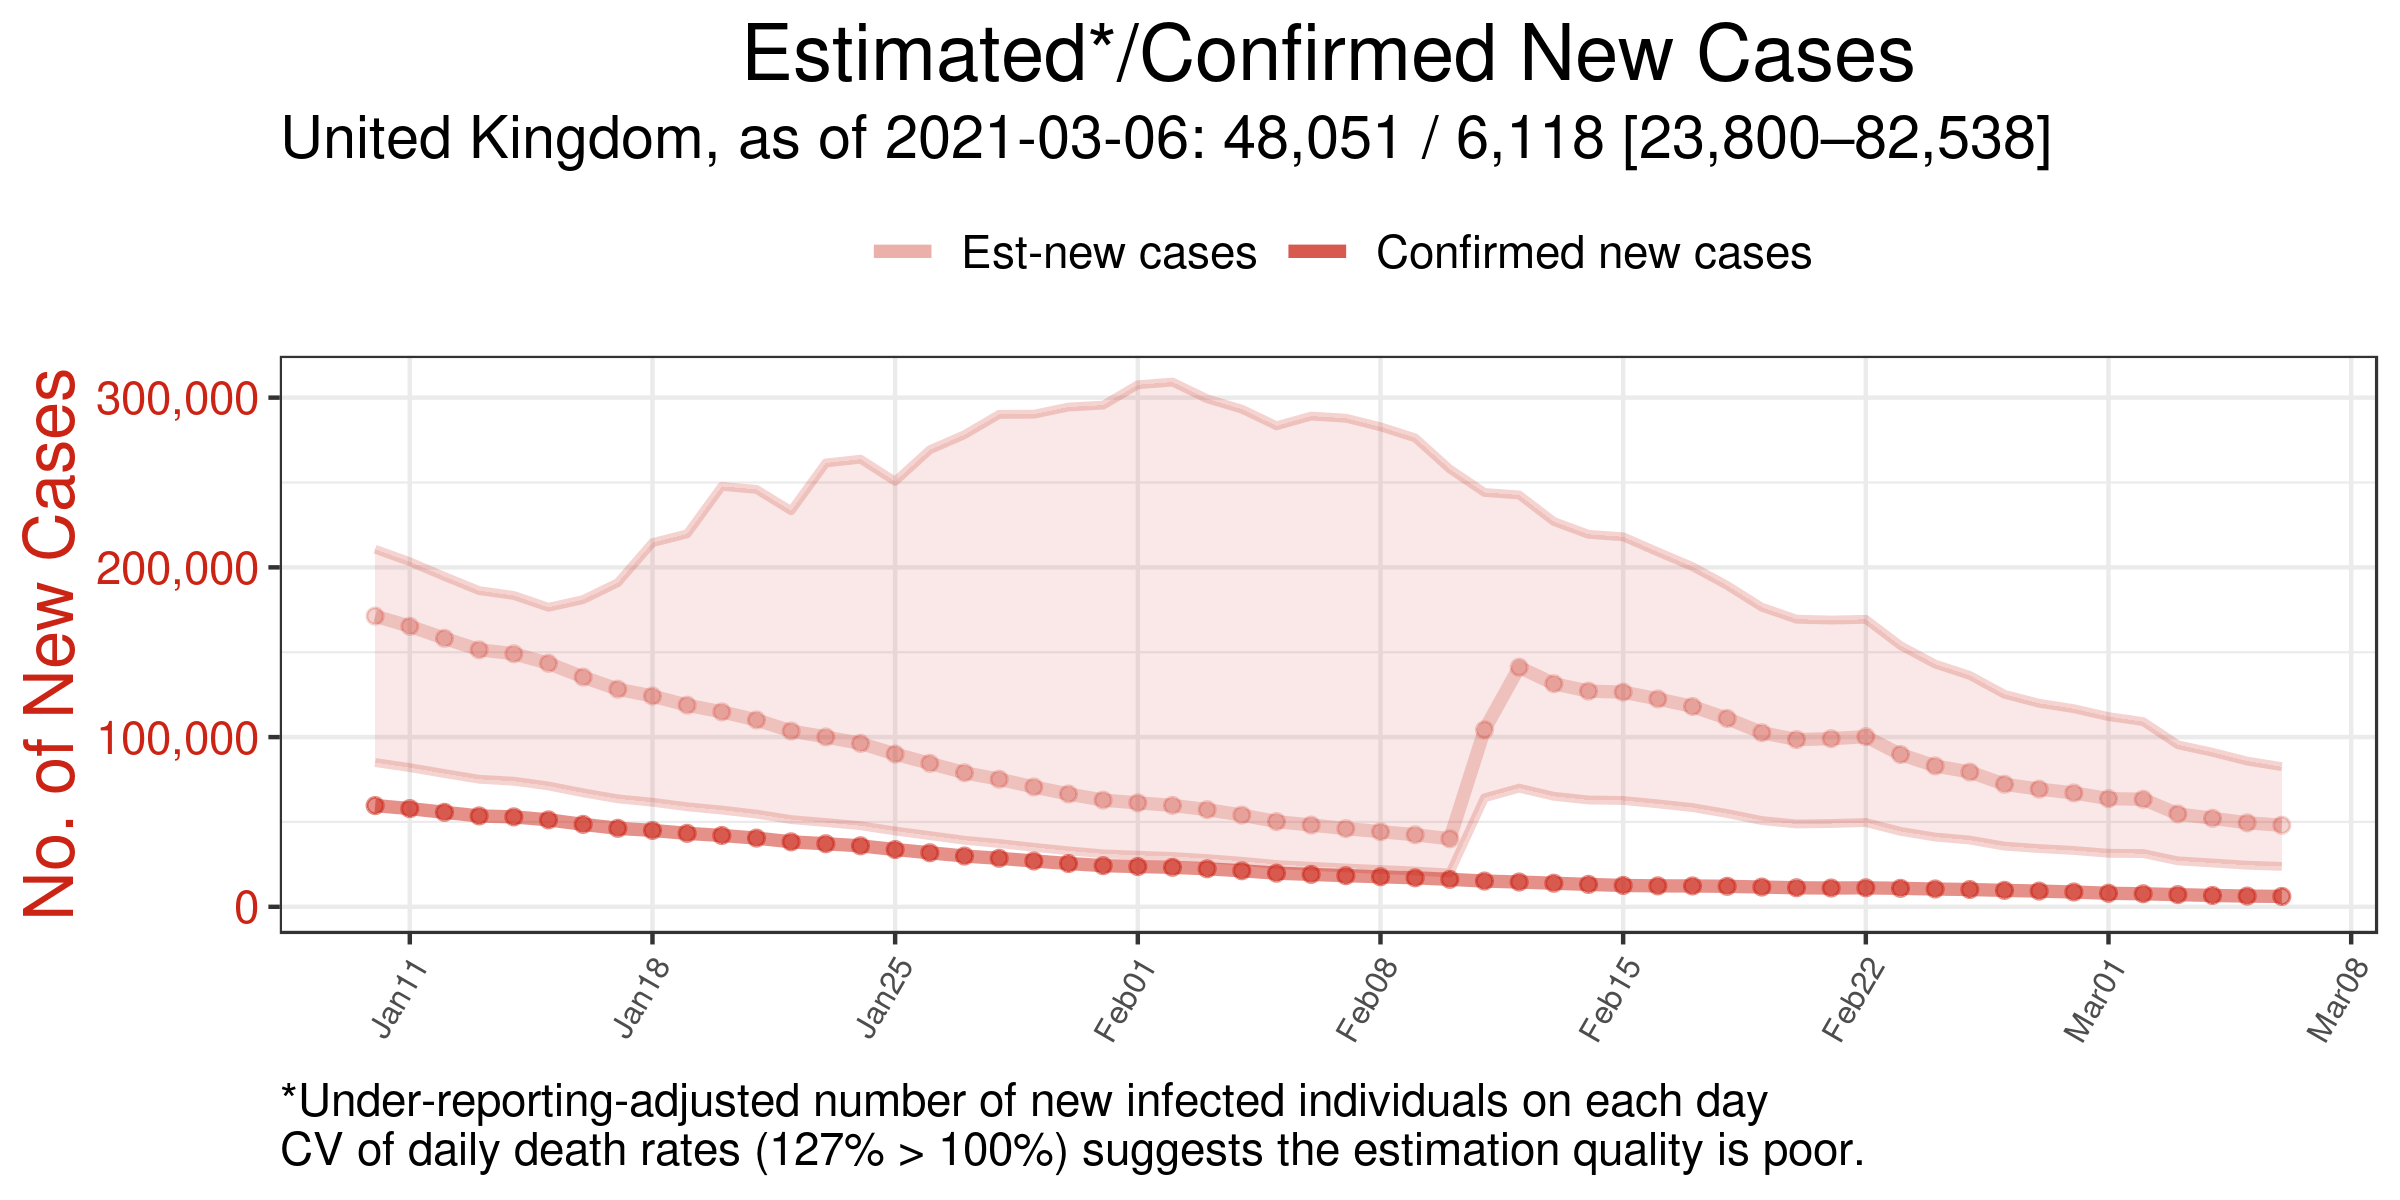 Estimated*/Confirmed New Cases
United Kingdom, as of 2021-03-06: 48,051 / 6,118 [23,800–82,538]
Est-new cases
Confirmed new cases
No. of New Cases
300,000
200,000
100,000
0
Jan11
Jan18
Jan25
Feb01
Feb08
Feb15
Feb22
Mar01
Mar08
*Under-reporting-adjusted number of new infected individuals on each day
CV of daily death rates (127% > 100%) suggests the estimation quality is poor.